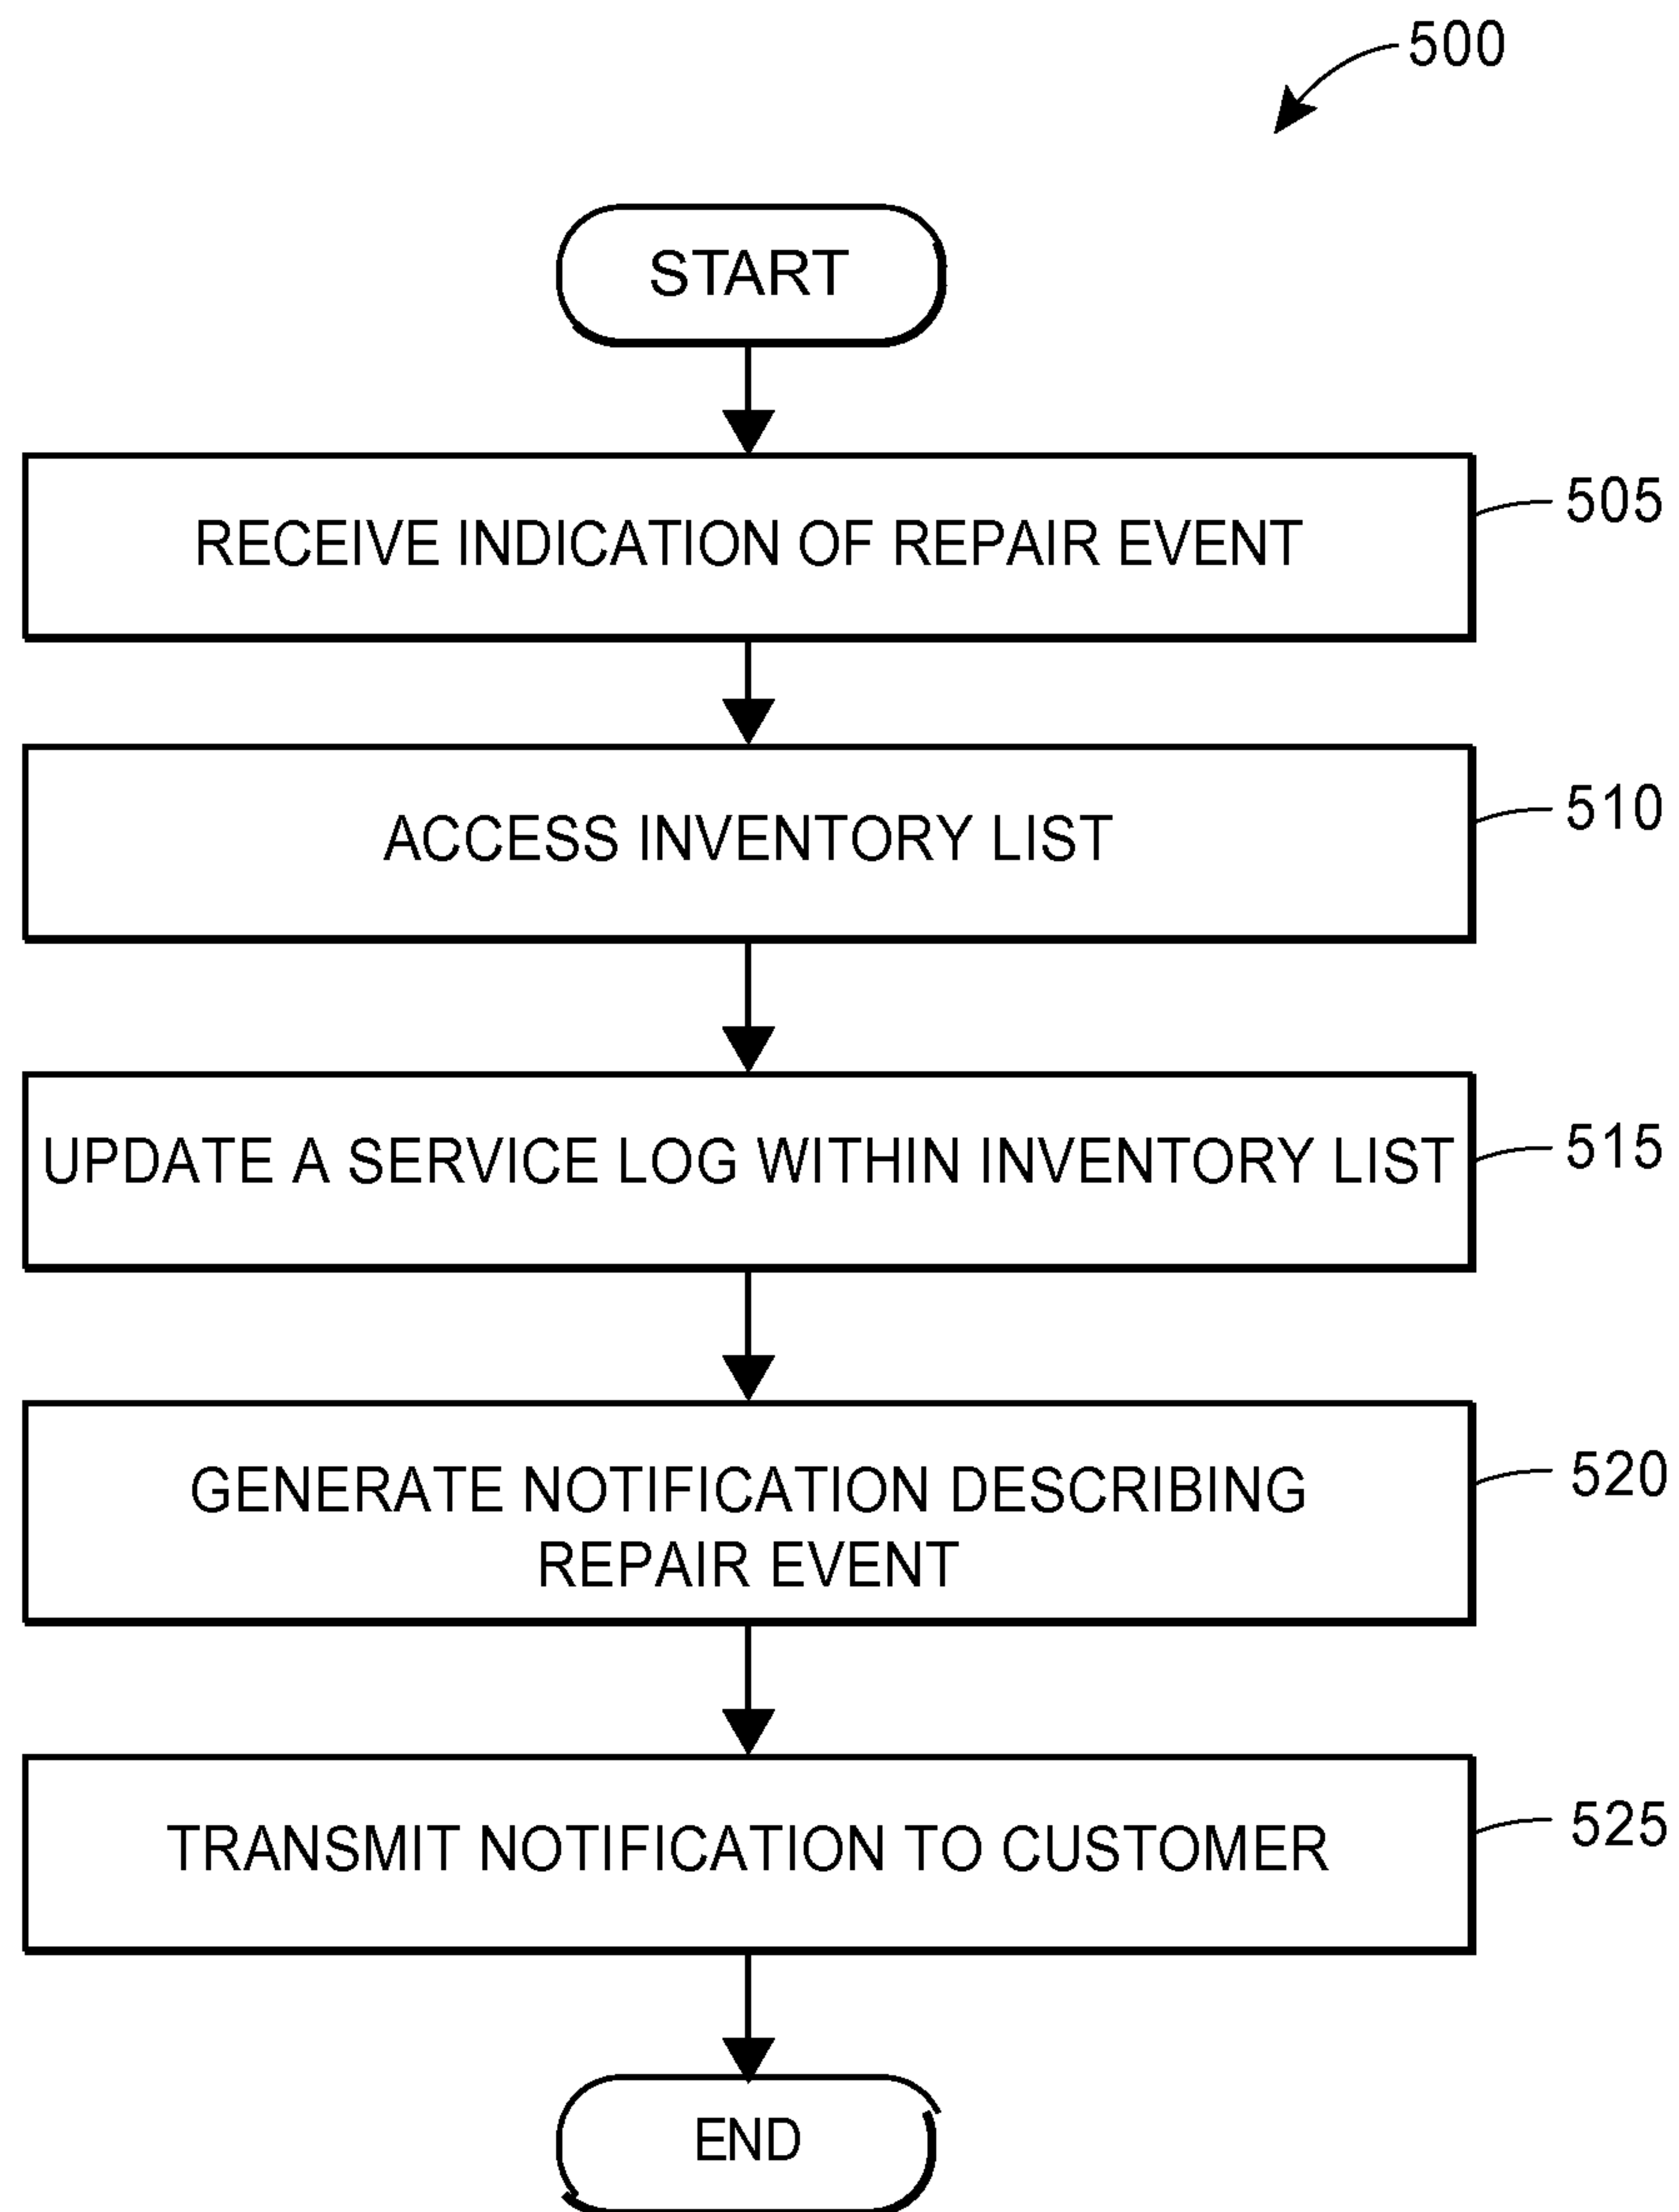 500
START
RECEIVE INDICATION OF REPAIR EVENT
505
ACCESS INVENTORY LIST
510
UPDATE A SERVICE LOG WITHIN INVENTORY LIST
515
GENERATE NOTIFICATION DESCRIBING
REPAIR EVENT
520
TRANSMIT NOTIFICATION TO CUSTOMER
525
END